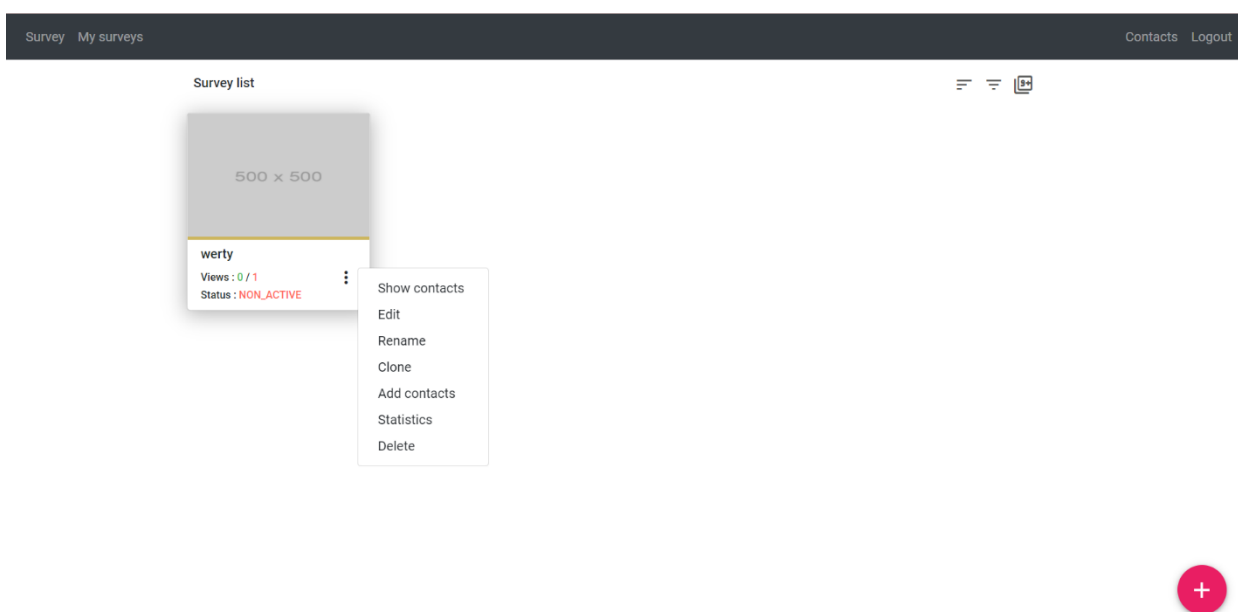 Survey My surveys Contacts Logout
Survey list
9+
500 x 500
werty
Views : 0 / 1
Status : NON_ACTIVE
Show contacts
Edit
Rename
Clone
Add contacts
Statistics
Delete
+